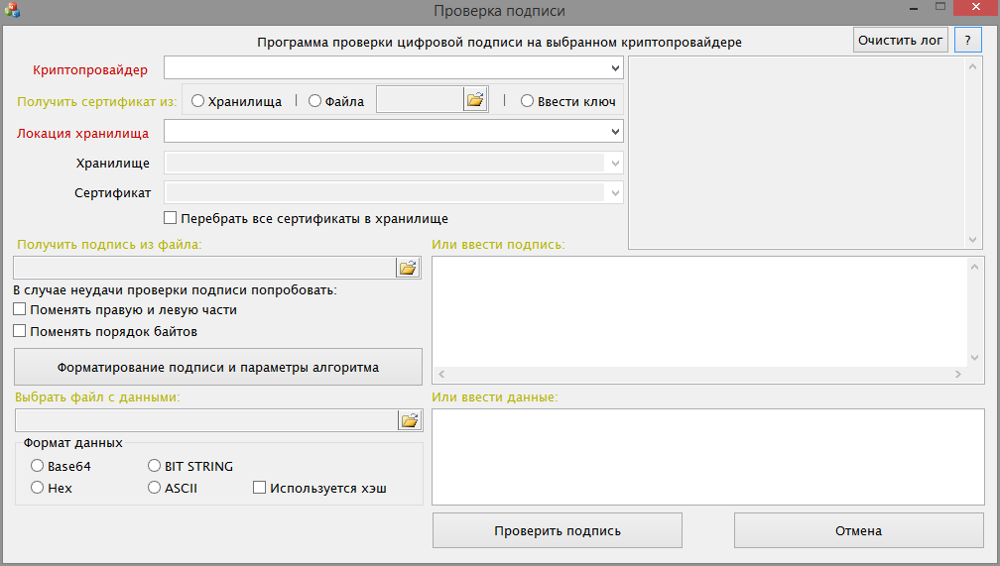 Проверка подписи
Программа проверки цифровой подписи на выбранном криптопровайдере
Очистить лог
?
Криптопровайдер
Получить сертификат из: Хранилища | Файла | Ввести ключ
Локация хранилища
Хранилище
Сертификат
Перебрать все сертификаты в хранилище
Получить подпись из файла:
Или ввести подпись:
В случае неудачи проверки подписи попробовать:
Поменять правую и левую части
Поменять порядок байтов
Форматирование подписи и параметры алгоритма
Выбрать файл с данными:
Или ввести данные:
Формат данных
Base64 BIT STRING
Hex ASCII Используется хэш
Проверить подпись
Отмена